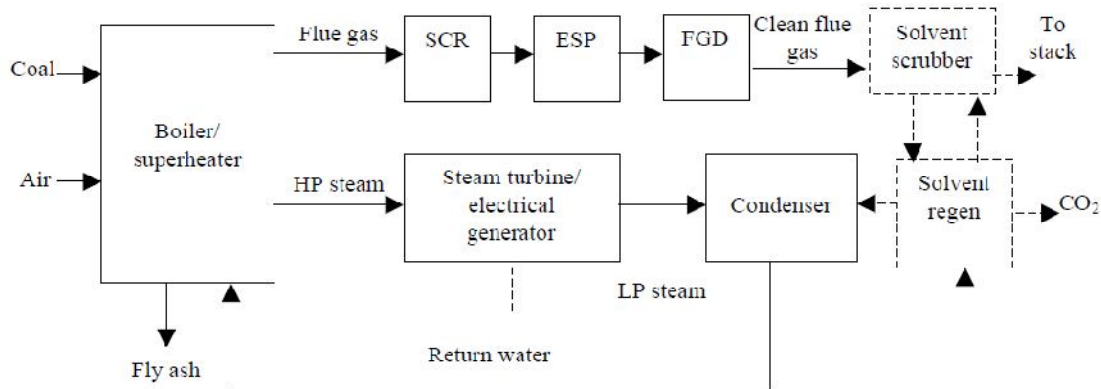 Flue gas
SCR
ESP
FGD
Clean flue
gas
Solvent
scrubber
To
stack
Coal
Air
Boiler/
superheater
HP steam
Steam turbine/
electrical
generator
Condenser
Solvent
regen
CO2
LP steam
Return water
Fly ash